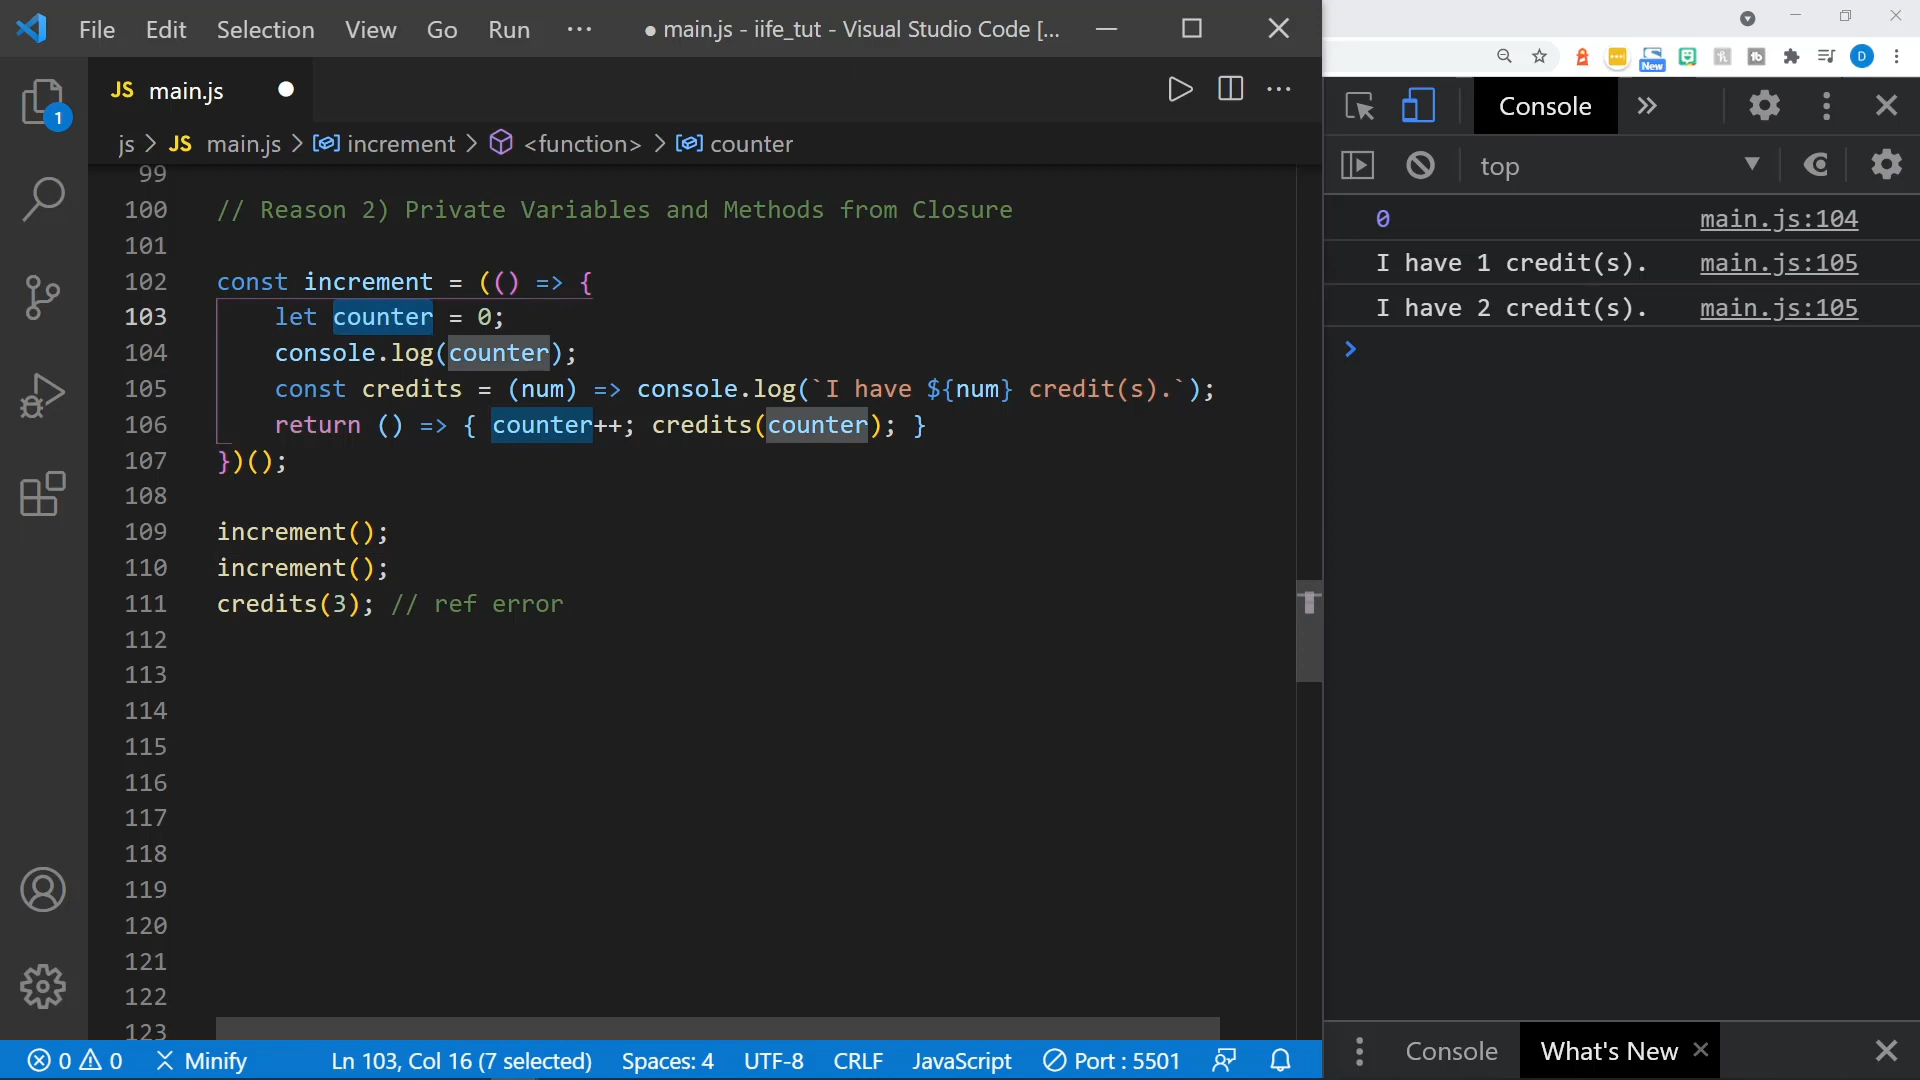 File Edit Selection View Go Run ··· ● main.js - iife_tut - Visual Studio Code [...
1
JS main.js
js > JS main.js > increment > <function> > counter
99
100 // Reason 2) Private Variables and Methods from Closure
101
102 const increment = (() => {
103 let counter = 0;
104 console.log(counter);
105 const credits = (num) => console.log(`I have ${num} credit(s).`);
106 return () => { counter++; credits(counter); }
107 })();
108
109 increment();
110 increment();
111 credits(3); // ref error
112
113
114
115
116
117
118
119
120
121
122
123
0 0 Minify Ln 103, Col 16 (7 selected) Spaces: 4 UTF-8 CRLF JavaScript Port : 5501
New D
Console
top
0 main.js:104
I have 1 credit(s). main.js:105
I have 2 credit(s). main.js:105
>
Console What's New